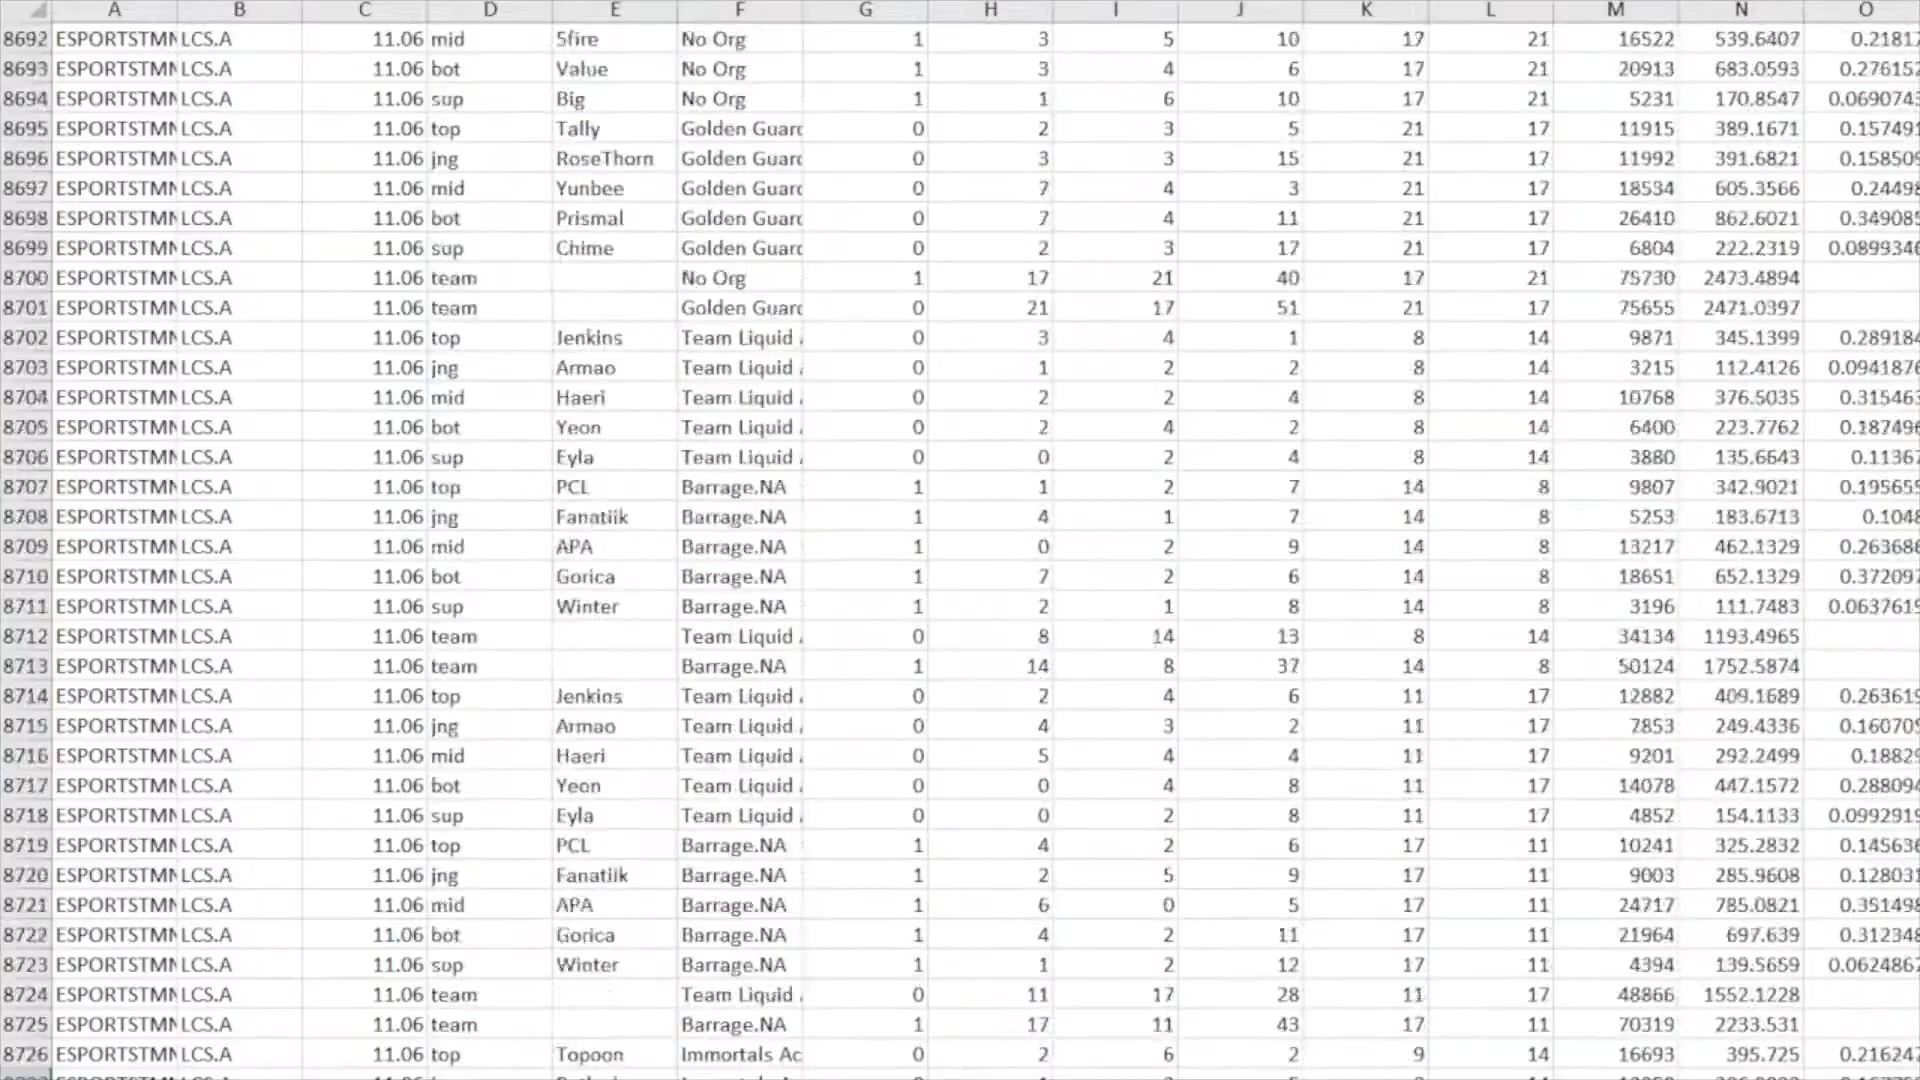 A B C D E F G H I J K L M N O
8692 ESPORTSTMN LCS.A 11.06 mid 5fire No Org 1 3 5 10 17 21 16522 539.6407 0.2181
8693 ESPORTSTMN LCS.A 11.06 bot Value No Org 1 3 4 6 17 21 20913 683.0593 0.276152
8694 ESPORTSTMN LCS.A 11.06 sup Big No Org 1 1 6 10 17 21 5231 170.8547 0.069074
8695 ESPORTSTMN LCS.A 11.06 top Tally Golden Guard 0 2 3 5 21 17 11915 389.1671 0.157491
8696 ESPORTSTMN LCS.A 11.06 jng RoseThorn Golden Guard 0 3 3 15 21 17 11992 391.6821 0.158509
8697 ESPORTSTMN LCS.A 11.06 mid Yunbee Golden Guard 0 7 4 3 21 17 18534 605.3566 0.24498
8698 ESPORTSTMN LCS.A 11.06 bot Prismal Golden Guard 0 7 4 11 21 17 26410 862.6021 0.349085
8699 ESPORTSTMN LCS.A 11.06 sup Chime Golden Guard 0 2 3 17 21 17 6804 222.2319 0.089934
8700 ESPORTSTMN LCS.A 11.06 team No Org 1 17 21 40 17 21 75730 2473.4894
8701 ESPORTSTMN LCS.A 11.06 team Golden Guard 0 21 17 51 21 17 75655 2471.0397
8702 ESPORTSTMN LCS.A 11.06 top Jenkins Team Liquid 0 3 4 1 8 14 9871 345.1399 0.289184
8703 ESPORTSTMN LCS.A 11.06 jng Armao Team Liquid 0 1 2 2 8 14 3215 112.4126 0.0941876
8704 ESPORTSTMN LCS.A 11.06 mid Haeri Team Liquid 0 2 2 4 8 14 10768 376.5035 0.315463
8705 ESPORTSTMN LCS.A 11.06 bot Yeon Team Liquid 0 2 4 2 8 14 6400 223.7762 0.187496
8706 ESPORTSTMN LCS.A 11.06 sup Eyla Team Liquid 0 0 2 4 8 14 3880 135.6643 0.11367
8707 ESPORTSTMN LCS.A 11.06 top PCL Barrage.NA 1 1 2 7 14 8 9807 342.9021 0.195655
8708 ESPORTSTMN LCS.A 11.06 jng Fanatiik Barrage.NA 1 4 1 7 14 8 5253 183.6713 0.1048
8709 ESPORTSTMN LCS.A 11.06 mid APA Barrage.NA 1 0 2 9 14 8 13217 462.1329 0.263686
8710 ESPORTSTMN LCS.A 11.06 bot Gorica Barrage.NA 1 7 2 6 14 8 18651 652.1329 0.372097
8711 ESPORTSTMN LCS.A 11.06 sup Winter Barrage.NA 1 2 1 8 14 8 3196 111.7483 0.0637619
8712 ESPORTSTMN LCS.A 11.06 team Team Liquid 0 8 14 13 8 14 34134 1193.4965
8713 ESPORTSTMN LCS.A 11.06 team Barrage.NA 1 14 8 37 14 8 50124 1752.5874
8714 ESPORTSTMN LCS.A 11.06 top Jenkins Team Liquid 0 2 4 6 11 17 12882 409.1689 0.263619
8715 ESPORTSTMN LCS.A 11.06 jng Armao Team Liquid 0 4 3 2 11 17 7853 249.4336 0.160705
8716 ESPORTSTMN LCS.A 11.06 mid Haeri Team Liquid 0 5 4 4 11 17 9201 292.2499 0.18829
8717 ESPORTSTMN LCS.A 11.06 bot Yeon Team Liquid 0 0 4 8 11 17 14078 447.1572 0.288094
8718 ESPORTSTMN LCS.A 11.06 sup Eyla Team Liquid 0 0 2 8 11 17 4852 154.1133 0.0992919
8719 ESPORTSTMN LCS.A 11.06 top PCL Barrage.NA 1 4 2 6 17 11 10241 325.2832 0.145636
8720 ESPORTSTMN LCS.A 11.06 jng Fanatiik Barrage.NA 1 2 5 9 17 11 9003 285.9608 0.128031
8721 ESPORTSTMN LCS.A 11.06 mid APA Barrage.NA 1 6 0 5 17 11 24717 785.0821 0.351498
8722 ESPORTSTMN LCS.A 11.06 bot Gorica Barrage.NA 1 4 2 11 17 11 21964 697.639 0.312348
8723 ESPORTSTMN LCS.A 11.06 sup Winter Barrage.NA 1 1 2 12 17 11 4394 139.5659 0.0624867
8724 ESPORTSTMN LCS.A 11.06 team Team Liquid 0 11 17 28 11 17 48866 1552.1228
8725 ESPORTSTMN LCS.A 11.06 team Barrage.NA 1 17 11 43 17 11 70319 2233.531
8726 ESPORTSTMN LCS.A 11.06 top Topoon Immortals Ac 0 2 6 2 9 14 16693 395.725 0.216247